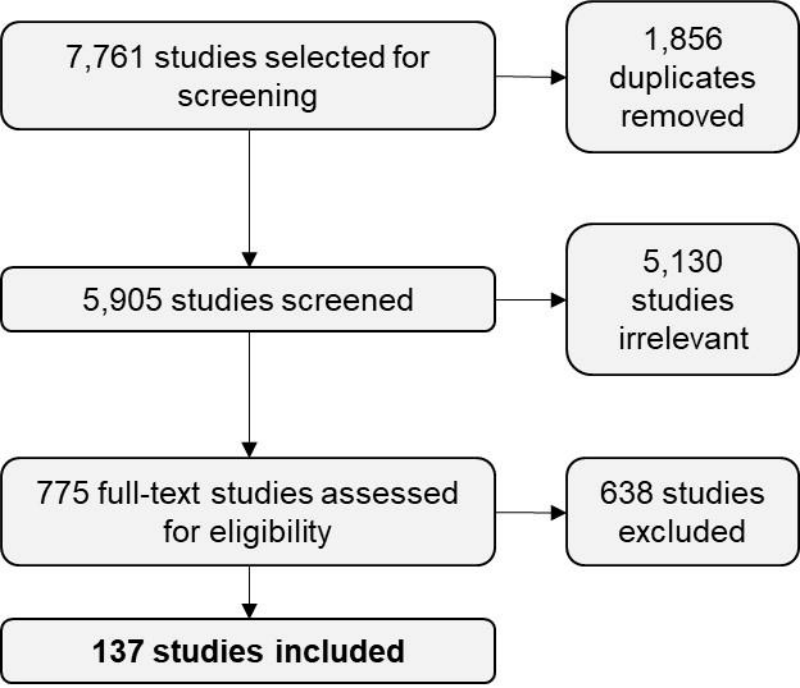 7,761 studies selected for
screening
1,856
duplicates
removed
5,905 studies screened
5,130
studies
irrelevant
775 full-text studies assessed
for eligibility
638 studies
excluded
137 studies included